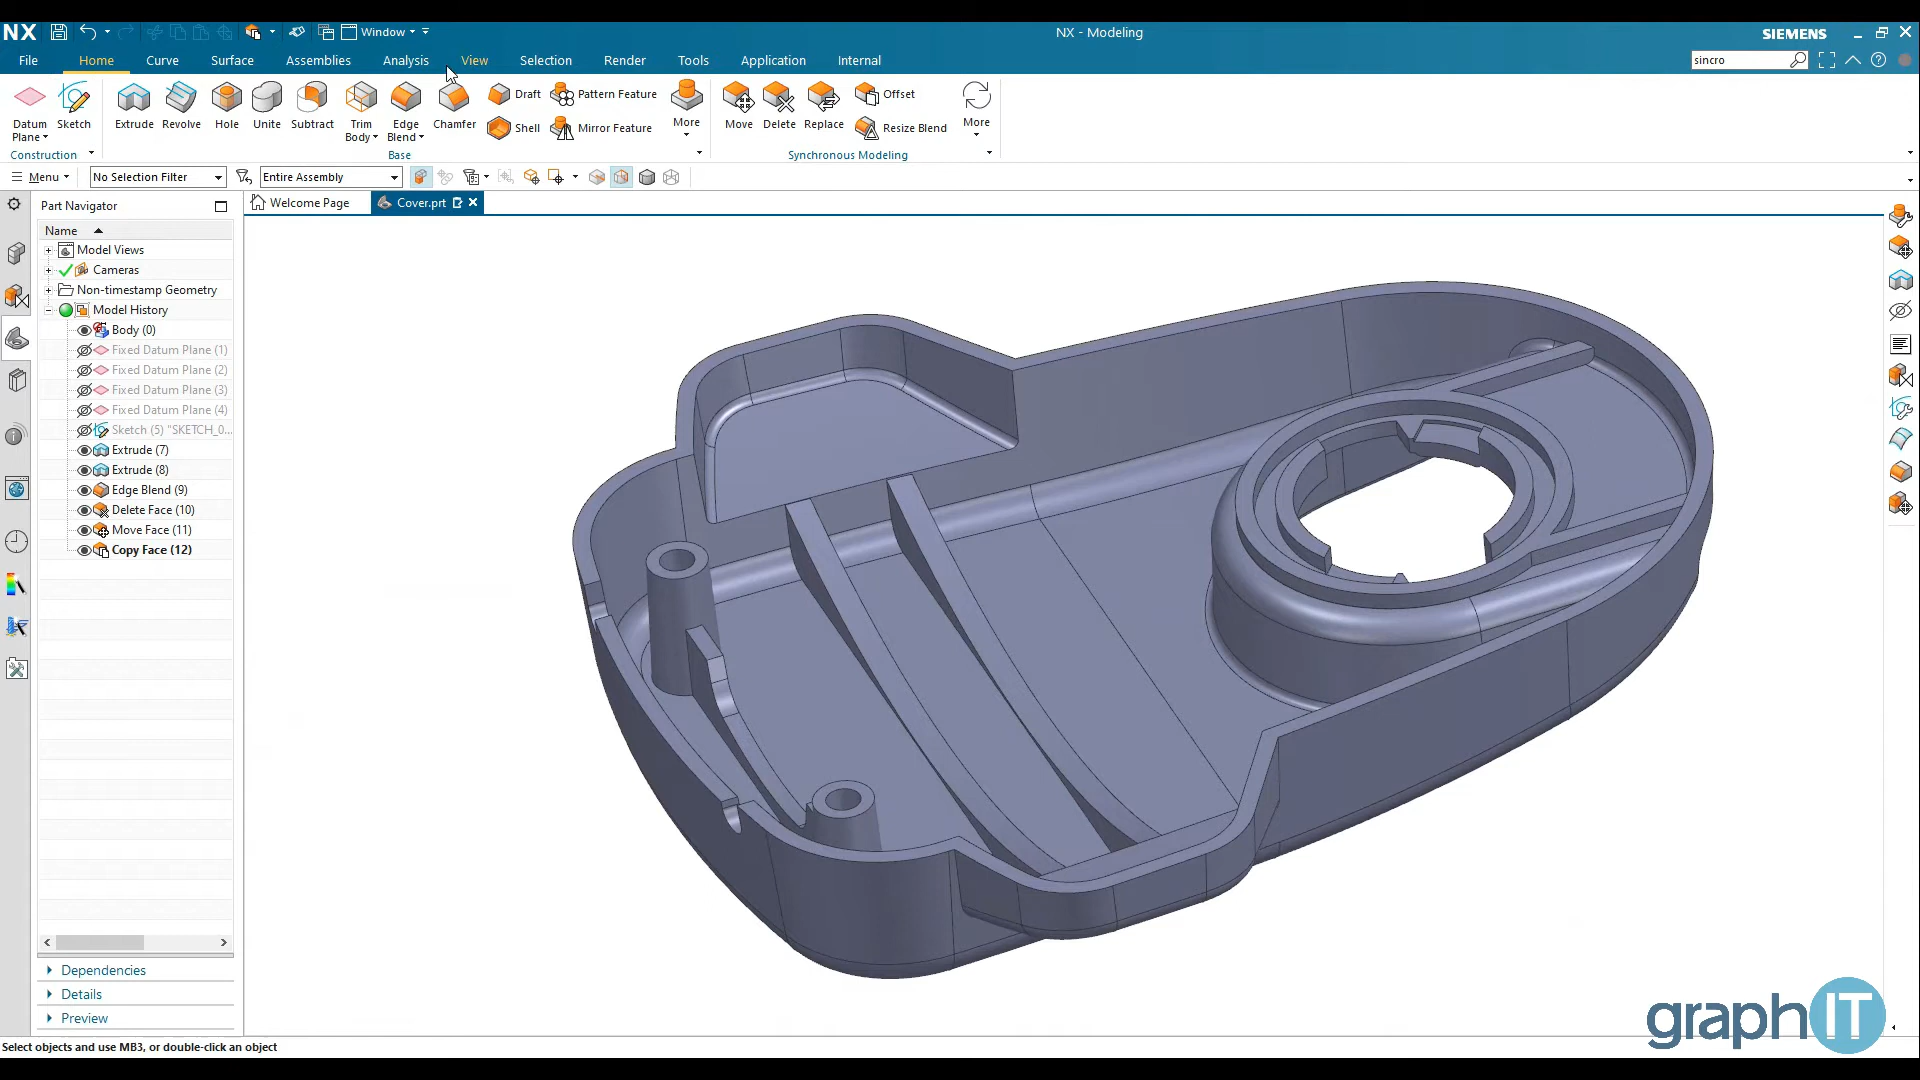 NX
Window
NX - Modeling
SIEMENS
File Home Curve Surface Assemblies Analysis View Selection Render Tools Application Internal
sincro
Datum Plane
Sketch
Extrude
Revolve
Hole
Unite
Subtract
Trim Body
Edge Blend
Chamfer
Draft
Shell
Pattern Feature
Mirror Feature
More
Move
Delete
Replace
Offset
Resize Blend
More
Construction
Base
Synchronous Modeling
Menu
No Selection Filter
Entire Assembly
Part Navigator
Welcome Page
Cover.prt
Name
Model Views
Cameras
Non-timestamp Geometry
Model History
Body (0)
Fixed Datum Plane (1)
Fixed Datum Plane (2)
Fixed Datum Plane (3)
Fixed Datum Plane (4)
Sketch (5) "SKETCH_0...
Extrude (7)
Extrude (8)
Edge Blend (9)
Delete Face (10)
Move Face (11)
Copy Face (12)
Dependencies
Details
Preview
graphIT
Select objects and use MB3, or double-click an object